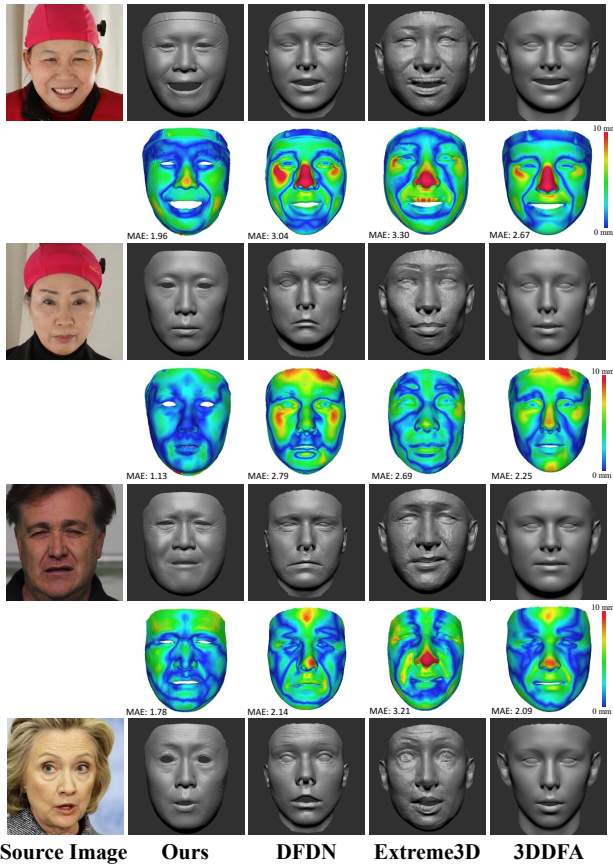 10 mm
MAE: 1.96 MAE: 3.04 MAE: 3.30 MAE: 2.67 0 mm
10 mm
MAE: 1.13 MAE: 2.79 MAE: 2.69 MAE: 2.25 0 mm
10 mm
MAE: 1.78 MAE: 2.14 MAE: 3.21 MAE: 2.09 0 mm
Source Image Ours DFDN Extreme3D 3DDFA